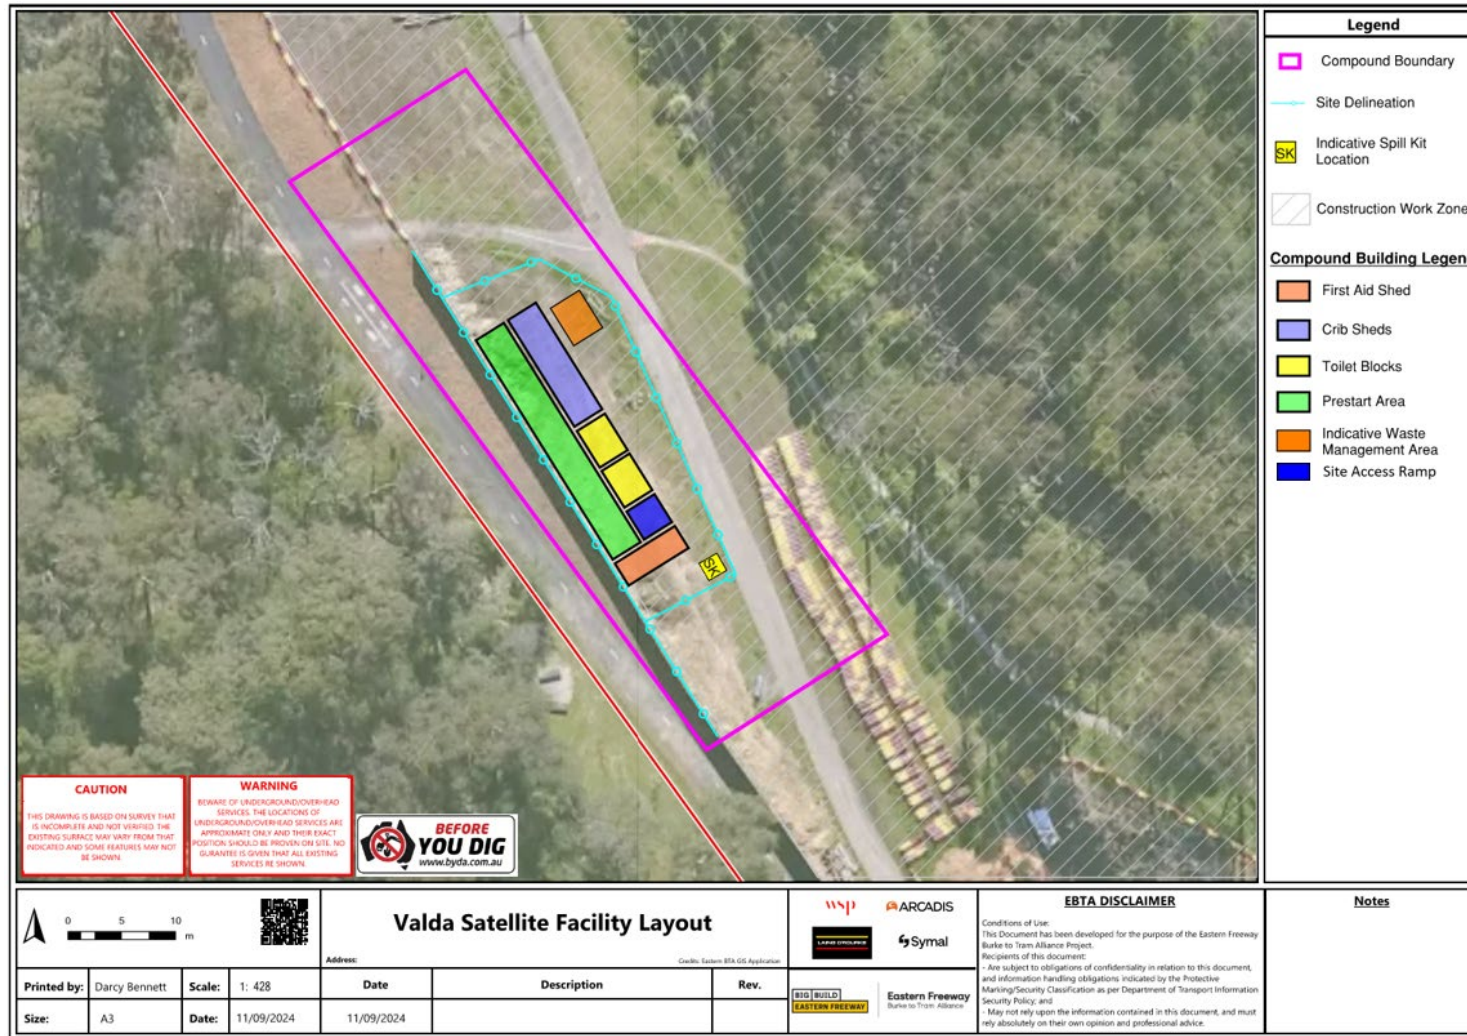 Legend
Compound Boundary
Site Delineation
SK
Indicative Spill Kit
Location
Construction Work Zone
Compound Building Legen
First Aid Shed
Crib Sheds
Toilet Blocks
Prestart Area
Indicative Waste
Management Area
Site Access Ramp
SK
CAUTION
THIS DRAWING IS BASED ON SURVEY THAT
IS INCOMPLETE AND NOT VERIFIED. THE
EXISTING SURFACE MAY VARY FROM THAT
INDICATED AND SOME FEATURES MAY NOT
BE SHOWN.
WARNING
BEWARE OF UNDERGROUND/OVERHEAD
SERVICES. THE LOCATIONS OF
UNDERGROUND/OVERHEAD SERVICES ARE
APPROXIMATE ONLY AND THEIR EXACT
POSITION SHOULD BE PROVEN ON SITE. NO
GURANTEE IS GIVEN THAT ALL EXISTING
SERVICES RE SHOWN.
BEFORE
YOU DIG
www.byda.com.au
0 5 10
m
Valda Satellite Facility Layout
Address:
Credits: Eastern BTA GIS Application
Printed by: Darcy Bennett Scale: 1: 428 Date Description Rev.
Size: A3 Date: 11/09/2024 11/09/2024
wsp ARCADIS
LAING O'ROURKE Symal
BIG BUILD
EASTERN FREEWAY
Eastern Freeway
Burke to Tram Alliance
EBTA DISCLAIMER
Conditions of Use:
This Document has been developed for the purpose of the Eastern Freeway
Burke to Tram Alliance Project.
Recipients of this document:
- Are subject to obligations of confidentiality in relation to this document,
and information handling obligations indicated by the Protective
Marking/Security Classification as per Department of Transport Information
Security Policy; and
- May not rely upon the information contained in this document, and must
rely absolutely on their own opinion and professional advice.
Notes